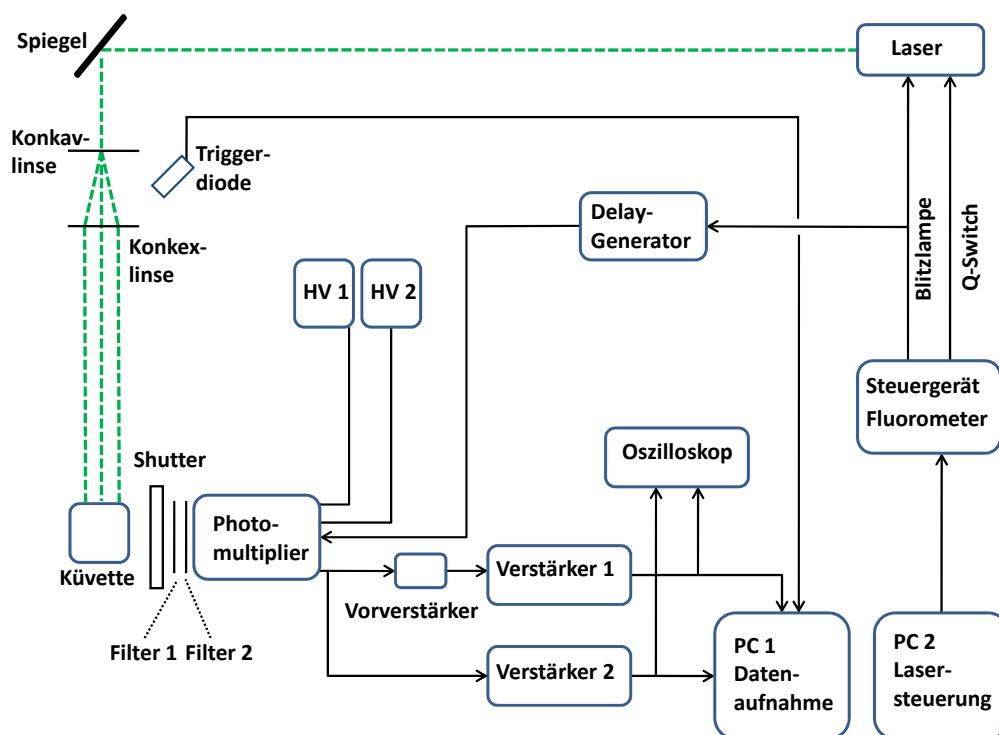 Spiegel
Laser
Konkav-
linse
Trigger-
diode
Konkex-
linse
Delay-
Generator
HV 1
HV 2
Blitzlampe
Q-Switch
Steuergerät
Fluorometer
Oszilloskop
Shutter
Photo-
multiplier
Küvette
Vorverstärker
Verstärker 1
Filter 1
Filter 2
Verstärker 2
PC 1
Daten-
aufnahme
PC 2
Laser-
steuerung